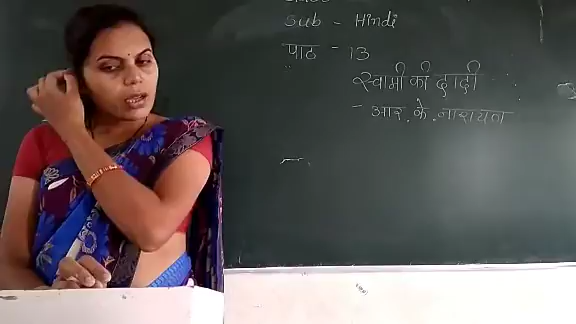 Sub - Hindi
पाठ - 13
स्वामी की दादी
- आर. के. नारायण